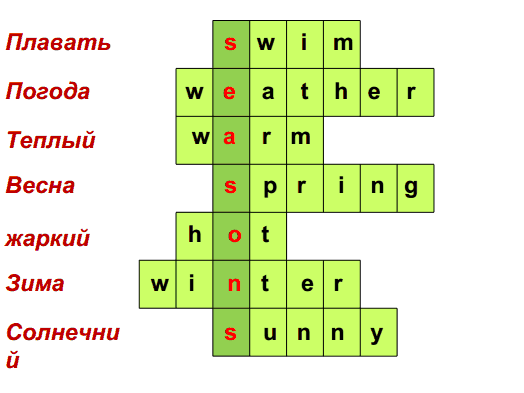 Плавать swim
Погода weather
Теплый warm
Весна spring
жаркий hot
Зима winter
Солнечни sunny
й